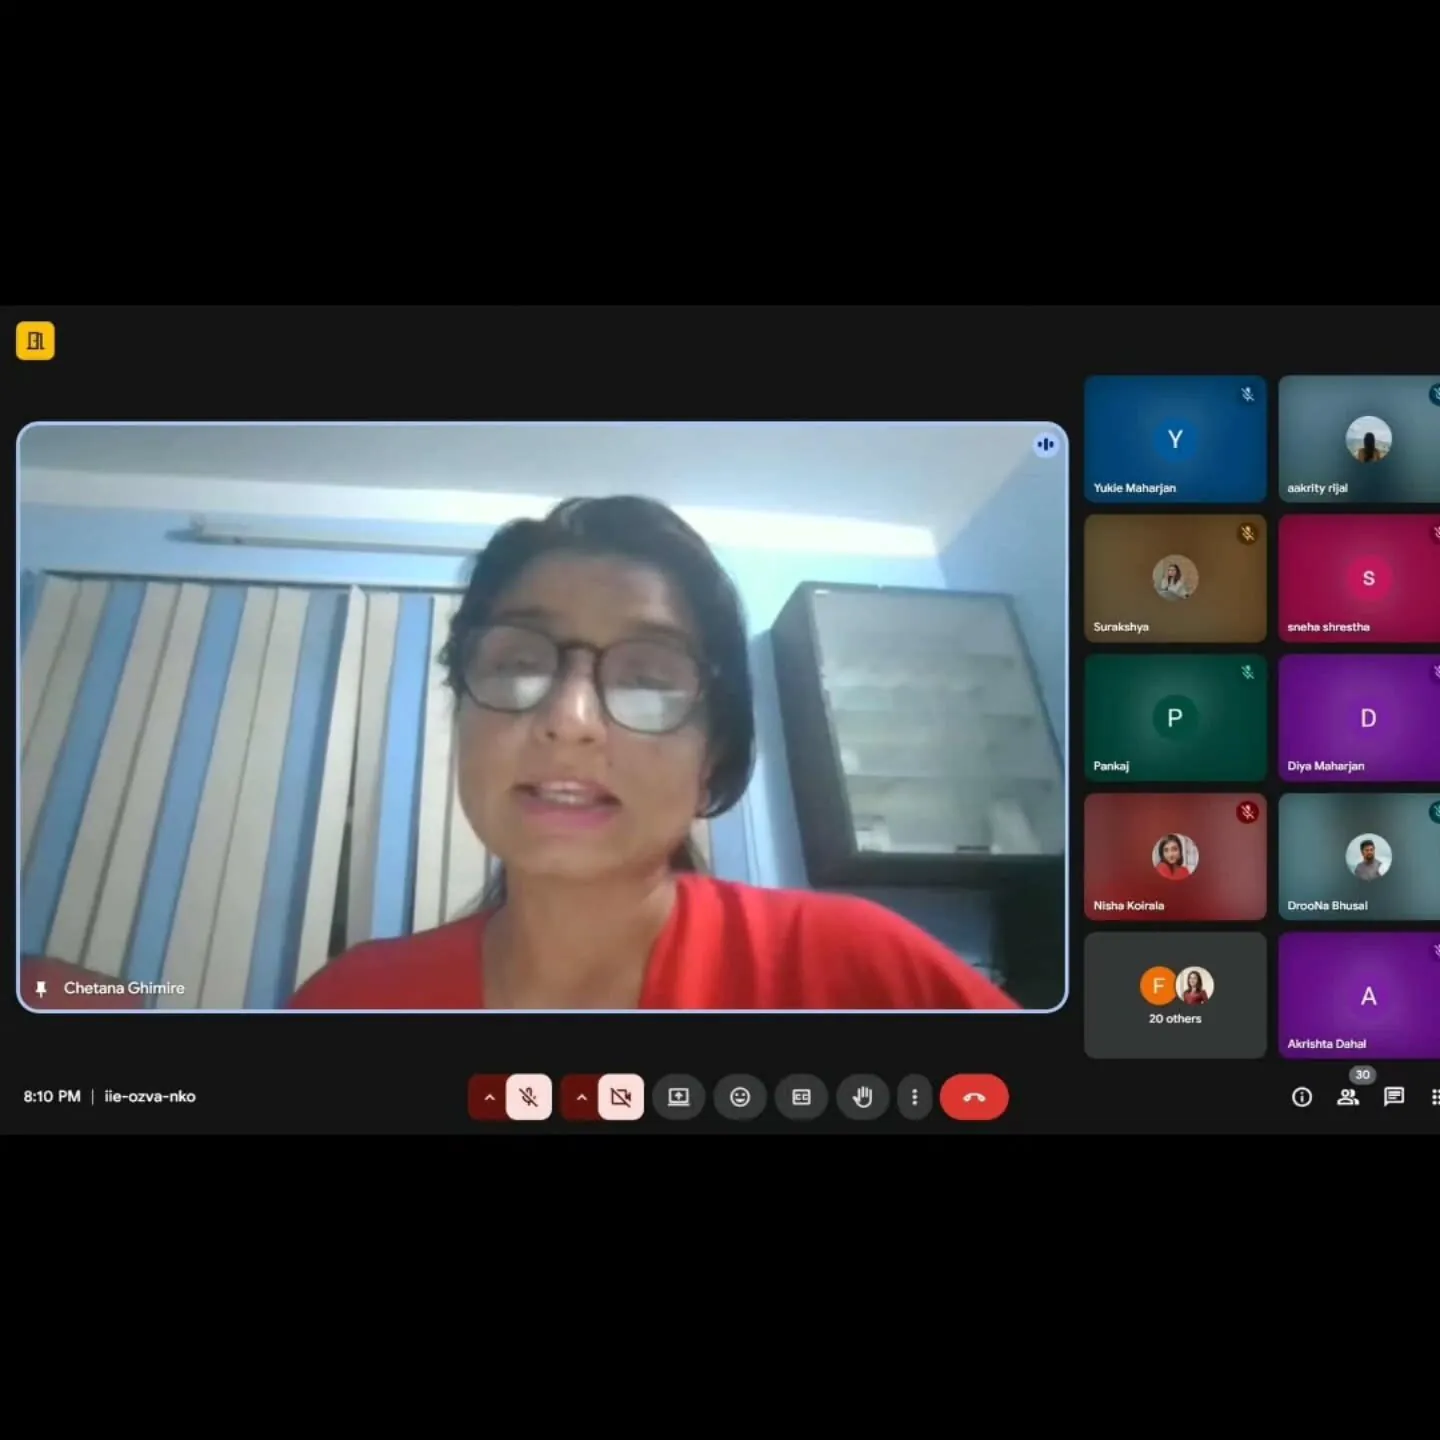 Chetana Ghimire
Y
Yukie Maharjan
aakrity rijal
Surakshya
S
sneha shrestha
P
Pankaj
D
Diya Maharjan
Nisha Koirala
DrooNa Bhusal
F
20 others
A
Akrishta Dahal
8:10 PM | iie-ozva-nko
CC
30